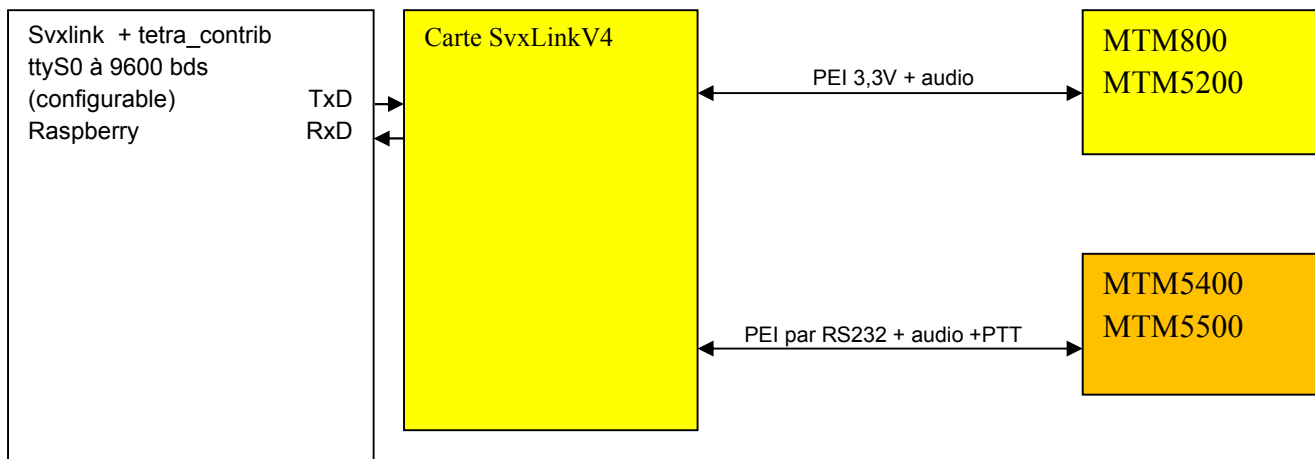 Svxlink + tetra_contrib
ttyS0 à 9600 bds
(configurable) TxD
Raspberry RxD
Carte SvxLinkV4
PEI 3,3V + audio
MTM800
MTM5200
PEI par RS232 + audio +PTT
MTM5400
MTM5500